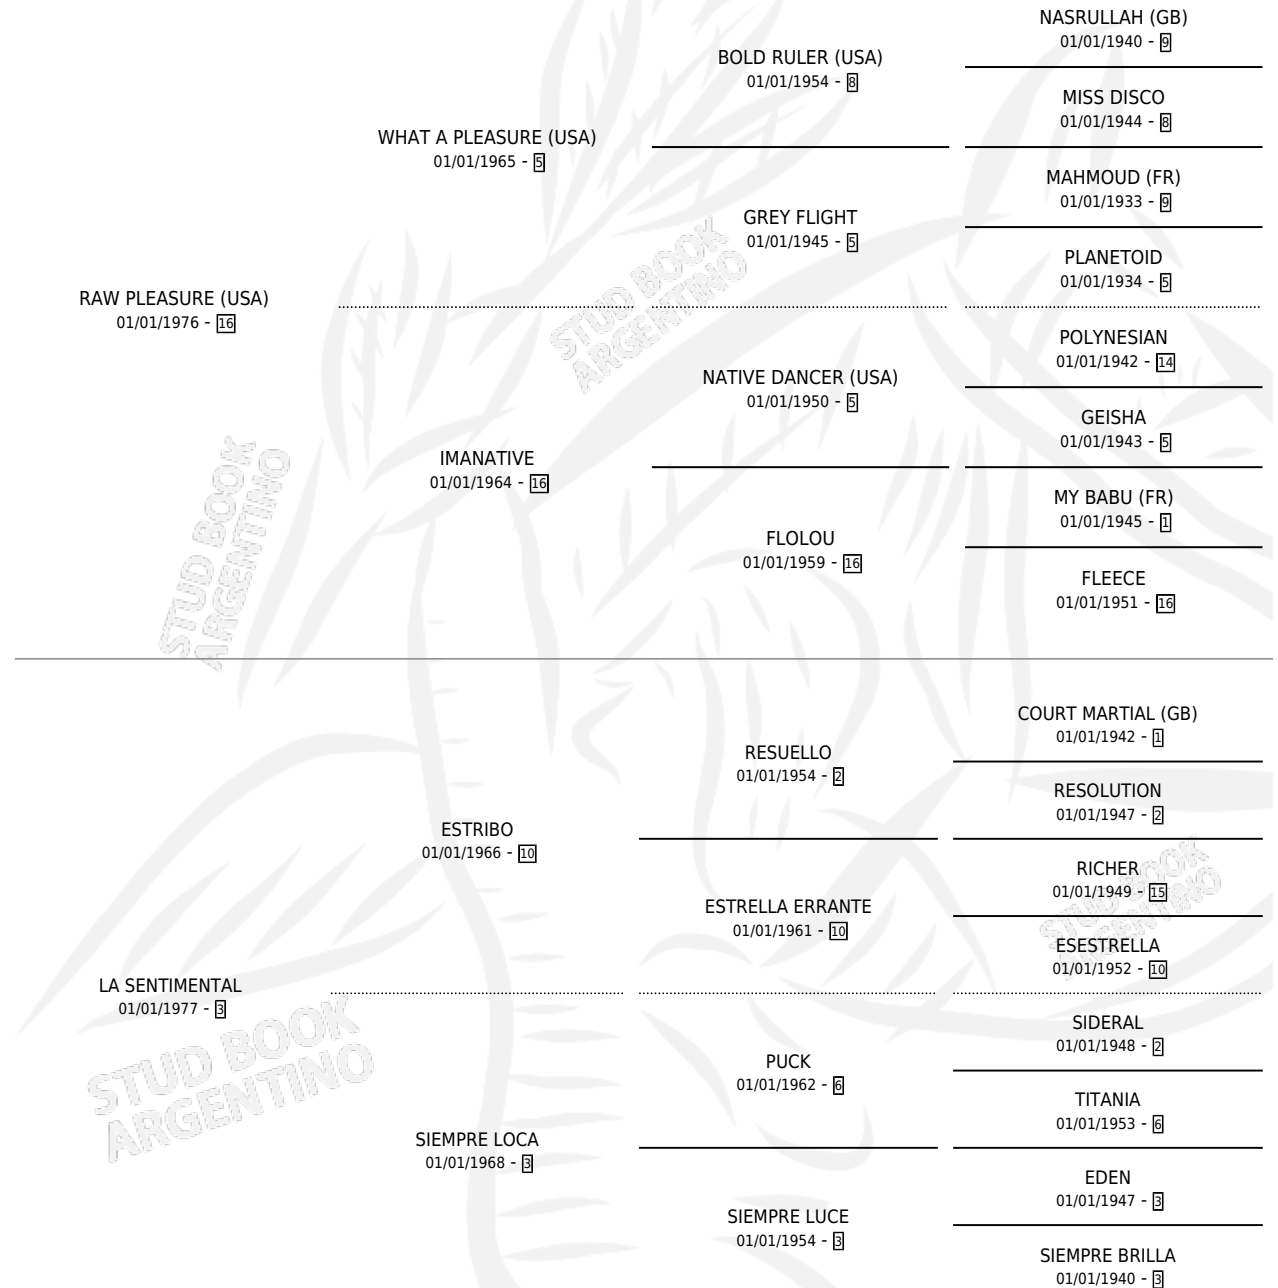 NASRULLAH (GB)
01/01/1940 - 9
BOLD RULER (USA)
01/01/1954 - 8
MISS DISCO
01/01/1944 - 8
WHAT A PLEASURE (USA)
01/01/1965 - 5
MAHMOUD (FR)
01/01/1933 - 9
GREY FLIGHT
01/01/1945 - 5
PLANETOID
01/01/1934 - 5
RAW PLEASURE (USA)
01/01/1976 - 16
POLYNESIAN
01/01/1942 - 14
NATIVE DANCER (USA)
01/01/1950 - 5
GEISHA
01/01/1943 - 5
IMANATIVE
01/01/1964 - 16
MY BABU (FR)
01/01/1945 - 1
FLOLOU
01/01/1959 - 16
FLEECE
01/01/1951 - 16
COURT MARTIAL (GB)
01/01/1942 - 1
RESUELLO
01/01/1954 - 2
RESOLUTION
01/01/1947 - 2
ESTRIBO
01/01/1966 - 10
RICHER
01/01/1949 - 15
ESTRELLA ERRANTE
01/01/1961 - 10
ESESTRELLA
01/01/1952 - 10
LA SENTIMENTAL
01/01/1977 - 3
SIDERAL
01/01/1948 - 2
PUCK
01/01/1962 - 6
TITANIA
01/01/1953 - 6
SIEMPRE LOCA
01/01/1968 - 3
EDEN
01/01/1947 - 3
SIEMPRE LUCE
01/01/1954 - 3
SIEMPRE BRILLA
01/01/1940 - 3
STUD BOOK
ARGENTINO
STUD BOOK
ARGENTINO
STUD BOOK
ARGENTINO
STUD BOOK
ARGENTINO